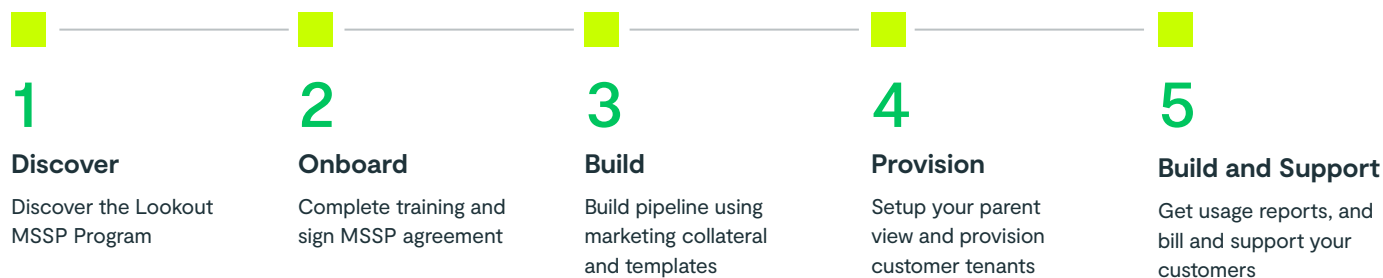 1
Discover
Discover the Lookout
MSSP Program
2
Onboard
Complete training and
sign MSSP agreement
3
Build
Build pipeline using
marketing collateral
and templates
4
Provision
Setup your parent
view and provision
customer tenants
5
Build and Support
Get usage reports, and
bill and support your
customers